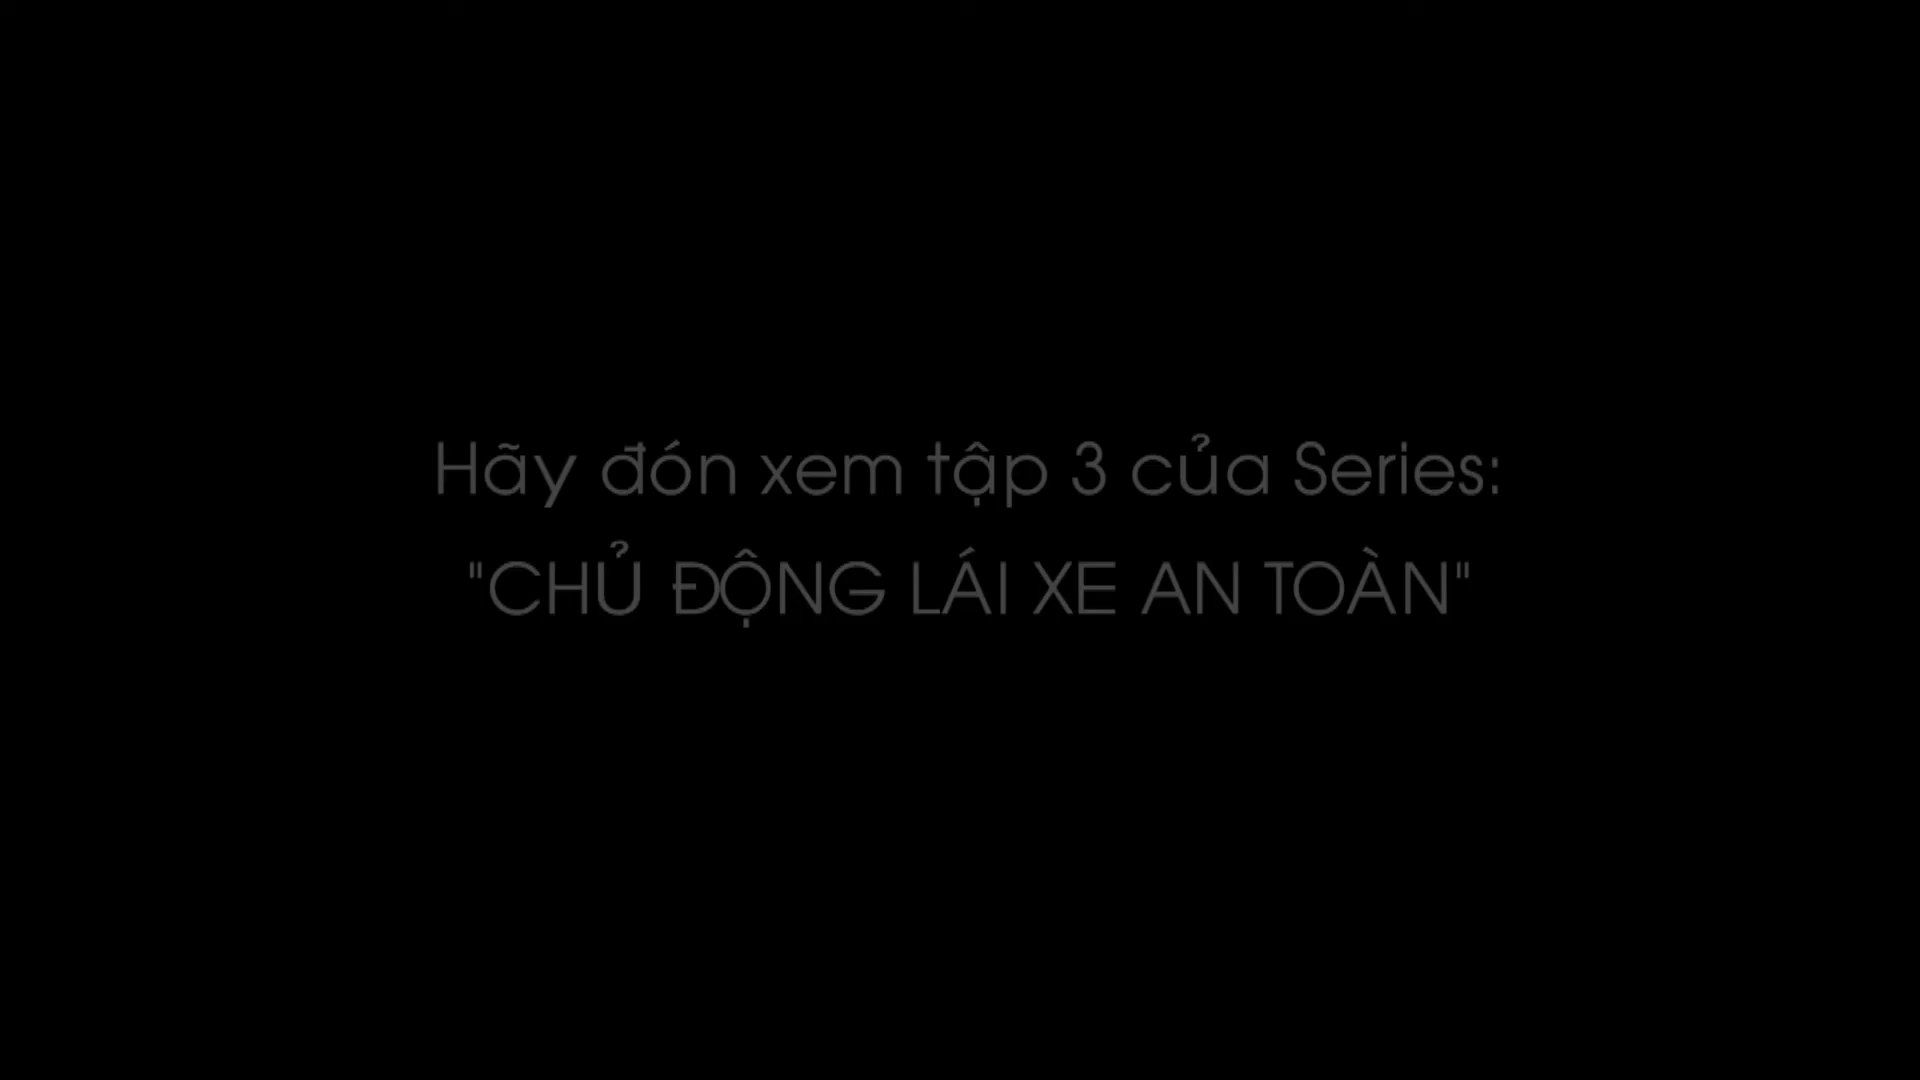 Hãy đón xem tập 3 của Series:
"CHỦ ĐỘNG LÁI XE AN TOÀN"